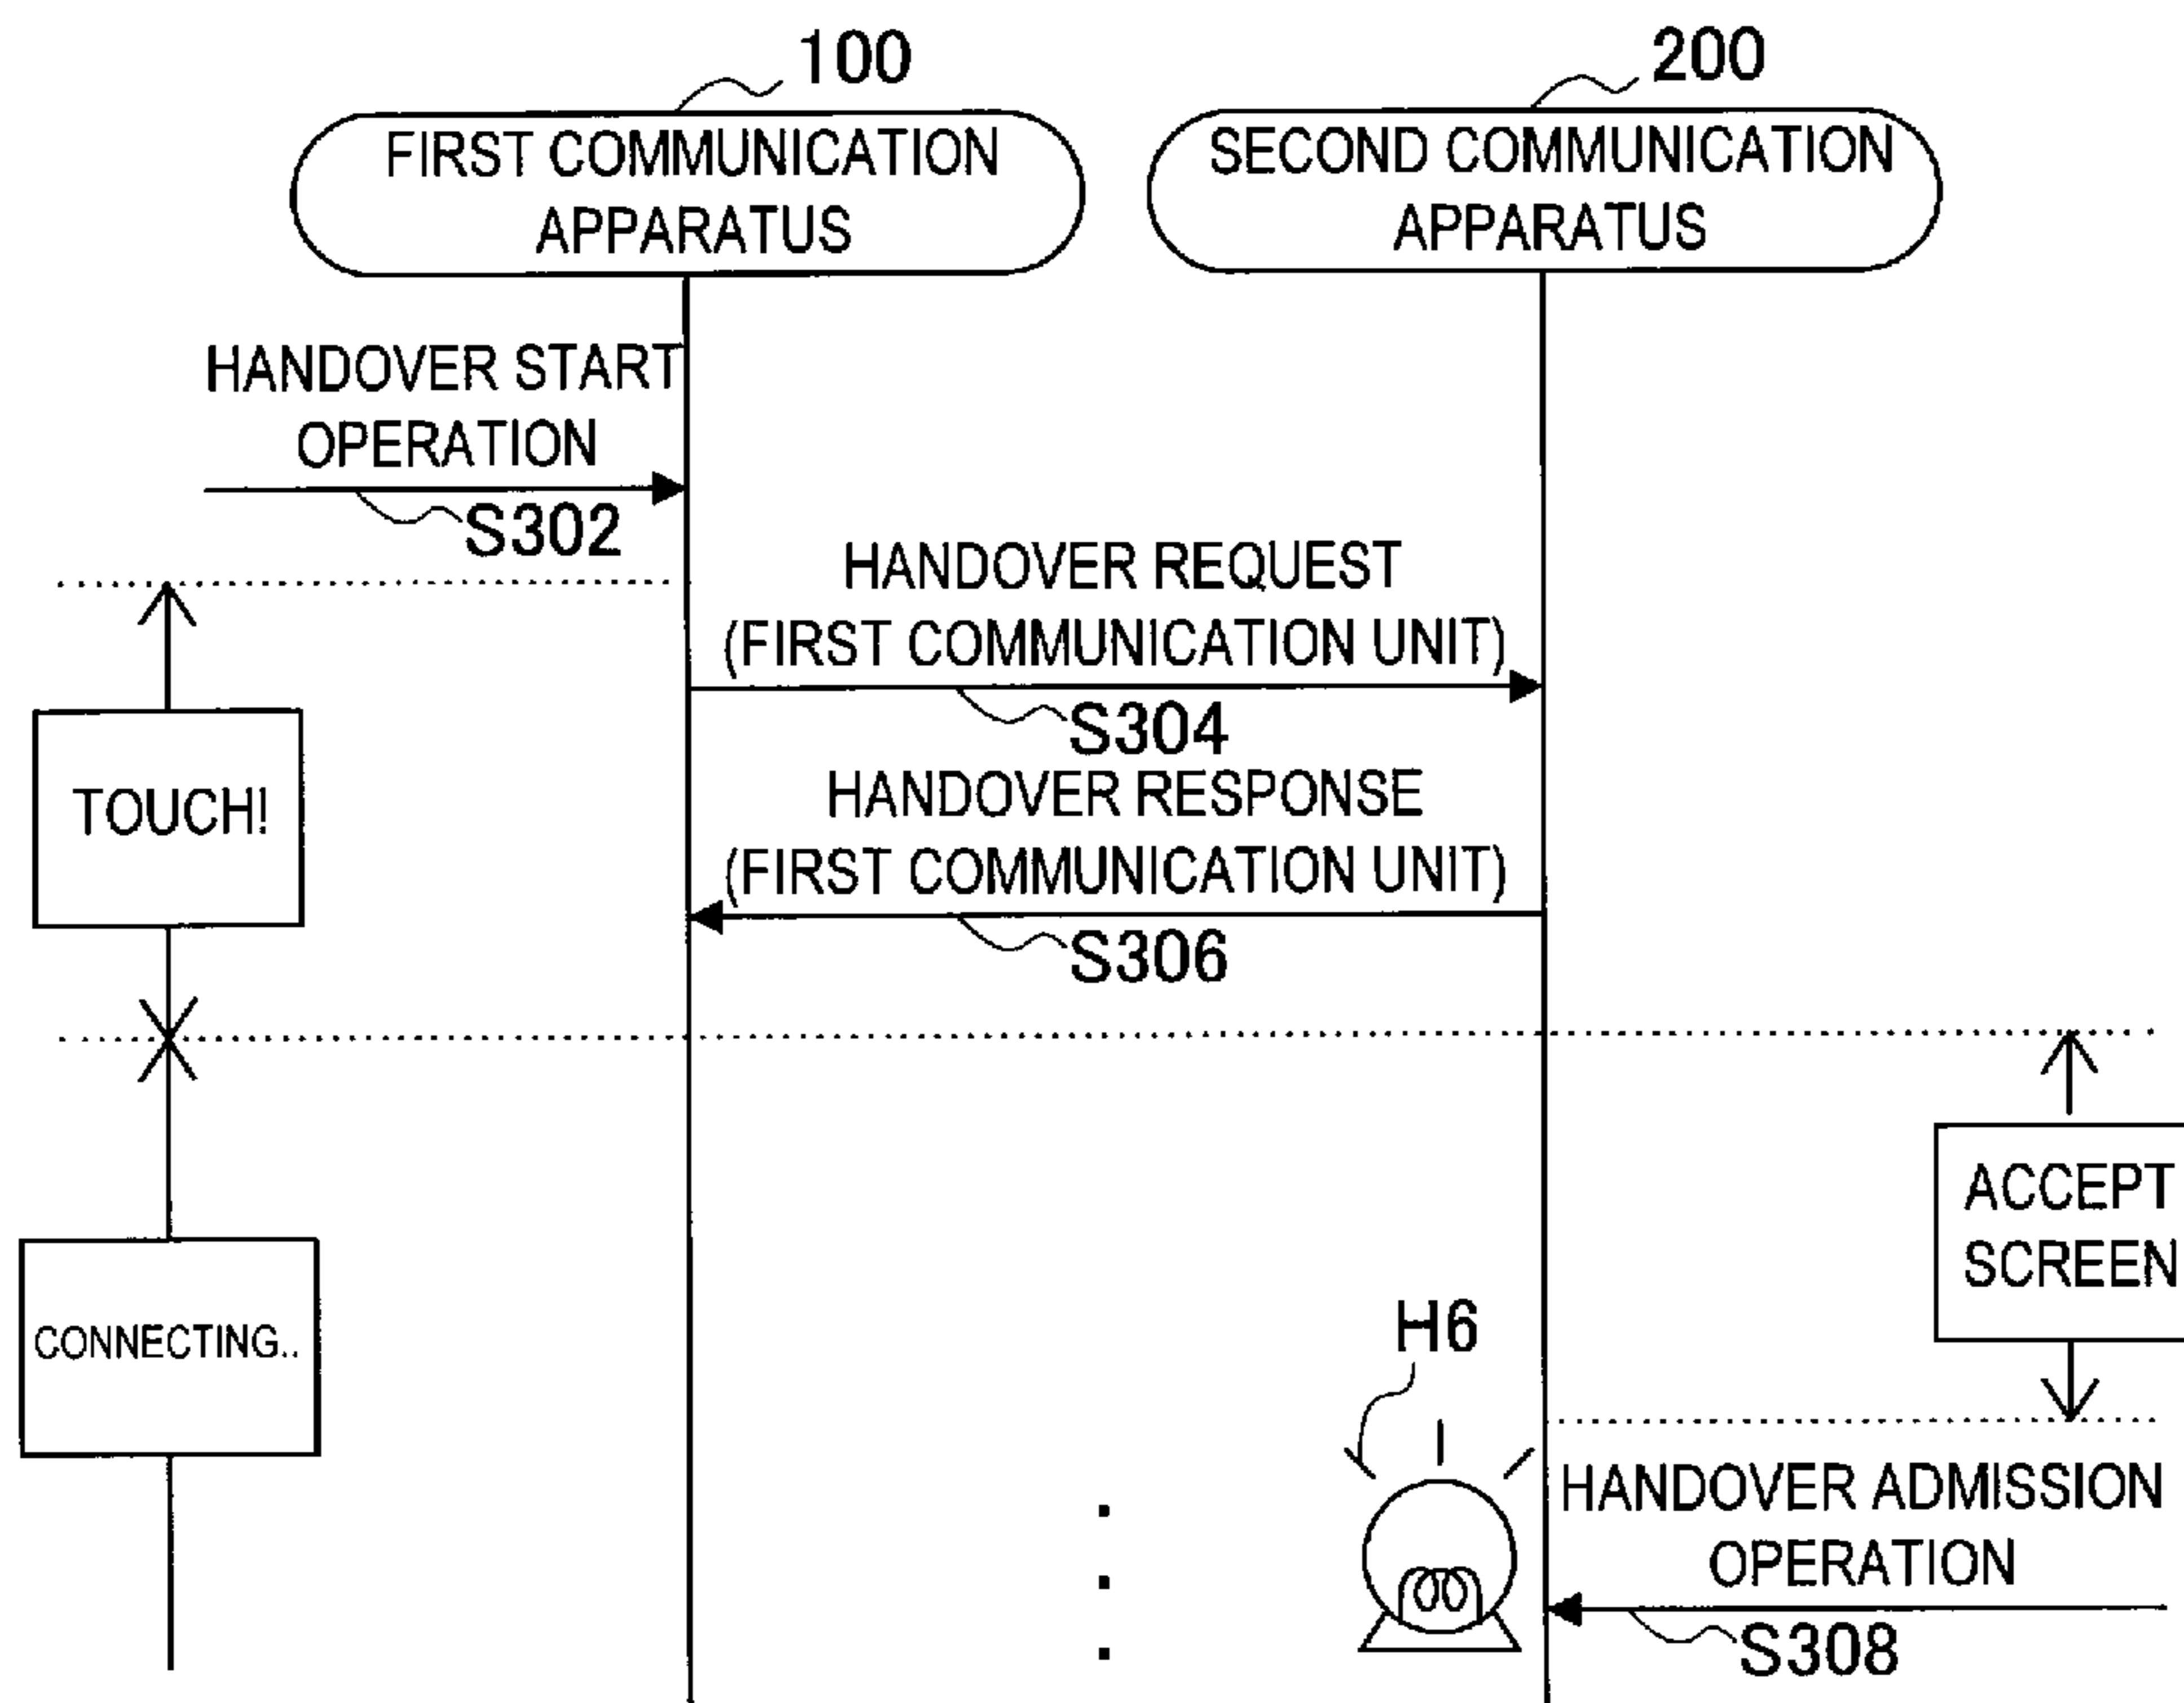 100
200
FIRST COMMUNICATION
APPARATUS
SECOND COMMUNICATION
APPARATUS
HANDOVER START
OPERATION
S302
HANDOVER REQUEST
(FIRST COMMUNICATION UNIT)
S304
TOUCH!
HANDOVER RESPONSE
(FIRST COMMUNICATION UNIT)
S306
ACCEPT
SCREEN
CONNECTING..
H6
HANDOVER ADMISSION
OPERATION
S308